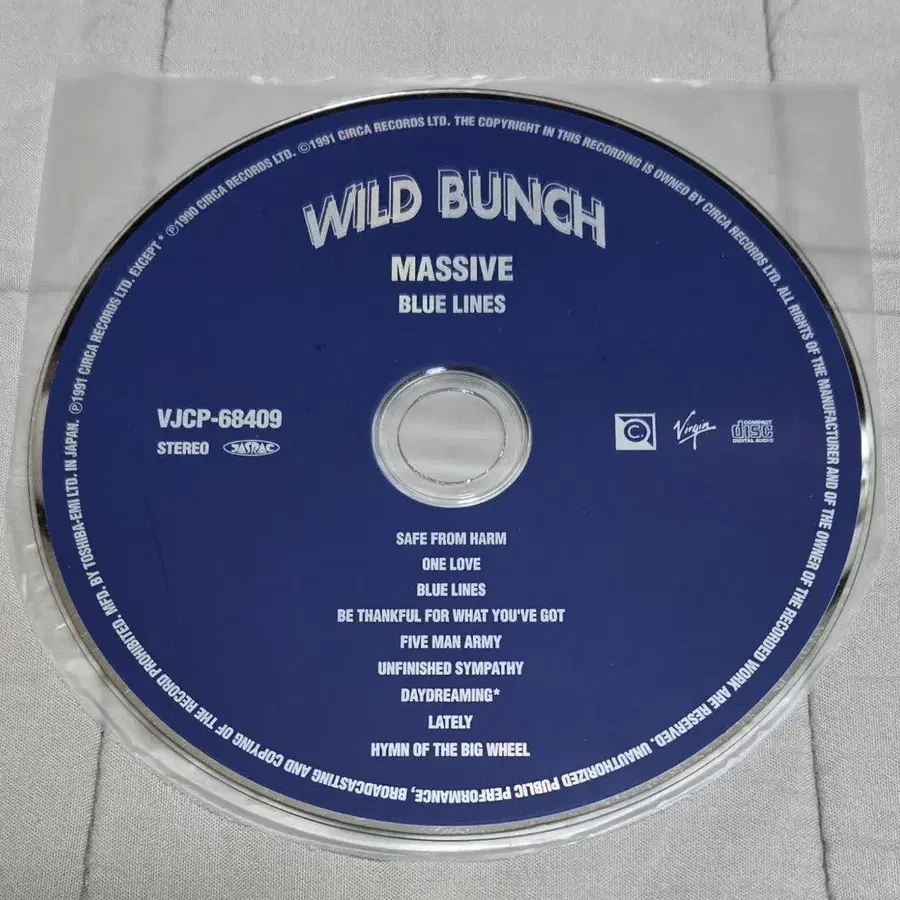 WILD BUNCH
MASSIVE
BLUE LINES
VJCP-68409
STEREO JASRAC
C. Virgin COMPACT disc DIGITAL AUDIO
SAFE FROM HARM
ONE LOVE
BLUE LINES
BE THANKFUL FOR WHAT YOU'VE GOT
FIVE MAN ARMY
UNFINISHED SYMPATHY
DAYDREAMING*
LATELY
HYMN OF THE BIG WHEEL
MFD. BY TOSHIBA-EMI LTD. IN JAPAN. ℗1991 CIRCA RECORDS LTD. EXCEPT * ℗1990 CIRCA RECORDS LTD. ©1991 CIRCA RECORDS LTD. THE COPYRIGHT IN THIS RECORDING IS OWNED BY CIRCA RECORDS LTD. ALL RIGHTS OF THE MANUFACTURER AND OF THE OWNER OF THE RECORDED WORK ARE RESERVED. UNAUTHORIZED PUBLIC PERFORMANCE, BROADCASTING AND COPYING OF THE RECORD PROHIBITED.